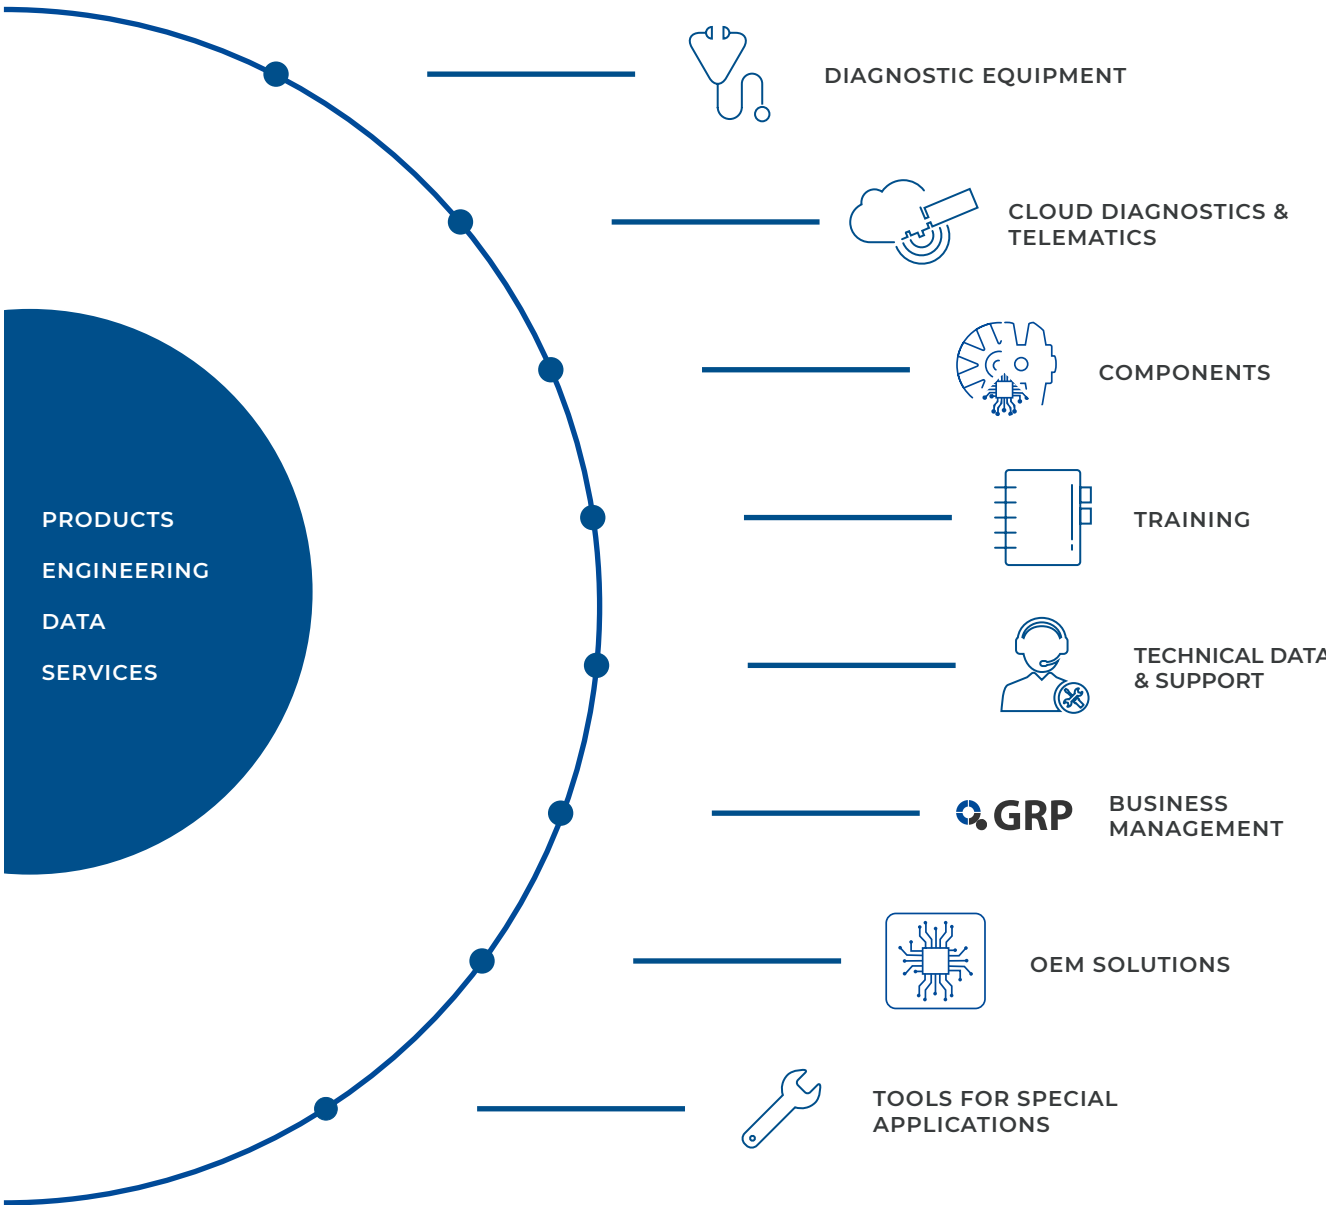 DIAGNOSTIC EQUIPMENT
CLOUD DIAGNOSTICS &
TELEMATICS
COMPONENTS
PRODUCTS
ENGINEERING
DATA
SERVICES
TRAINING
TECHNICAL DATA
& SUPPORT
GRP
BUSINESS
MANAGEMENT
OEM SOLUTIONS
TOOLS FOR SPECIAL
APPLICATIONS